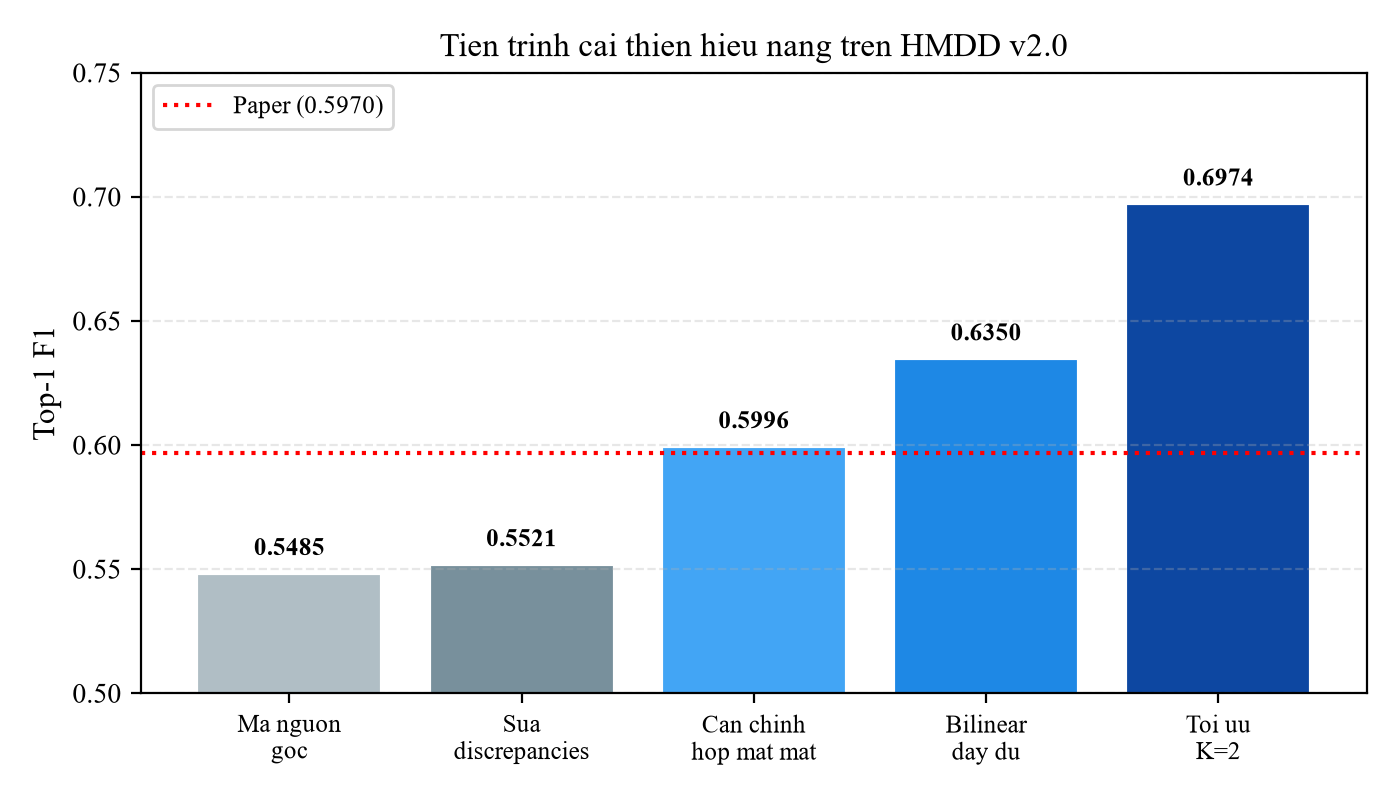 Tien trinh cai thien hieu nang tren HMDD v2.0
Paper (0.5970)
Top-1 F1
0.75
0.70
0.65
0.60
0.55
0.50
0.5485
0.5521
0.5996
0.6350
0.6974
Ma nguon
goc
Sua
discrepancies
Can chinh
hop mat mat
Bilinear
day du
Toi uu
K=2